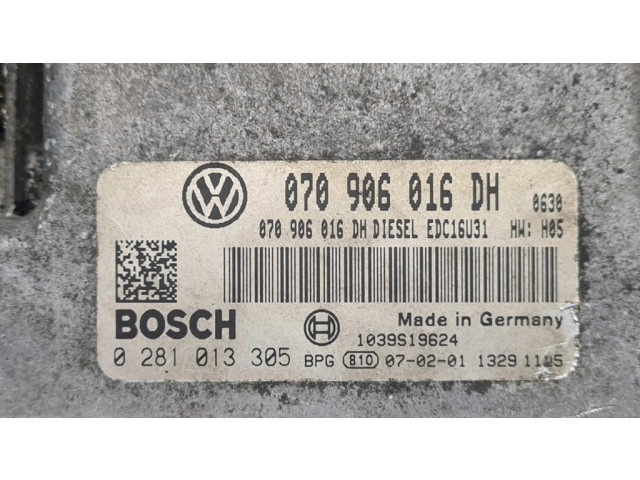 070 906 016 DH 0630
070 906 016 DH DIESEL EDC16U31 HW: H05
BOSCH
Made in Germany
1039S19624
0 281 013 305 BPG 810 07-02-01 1329 1195